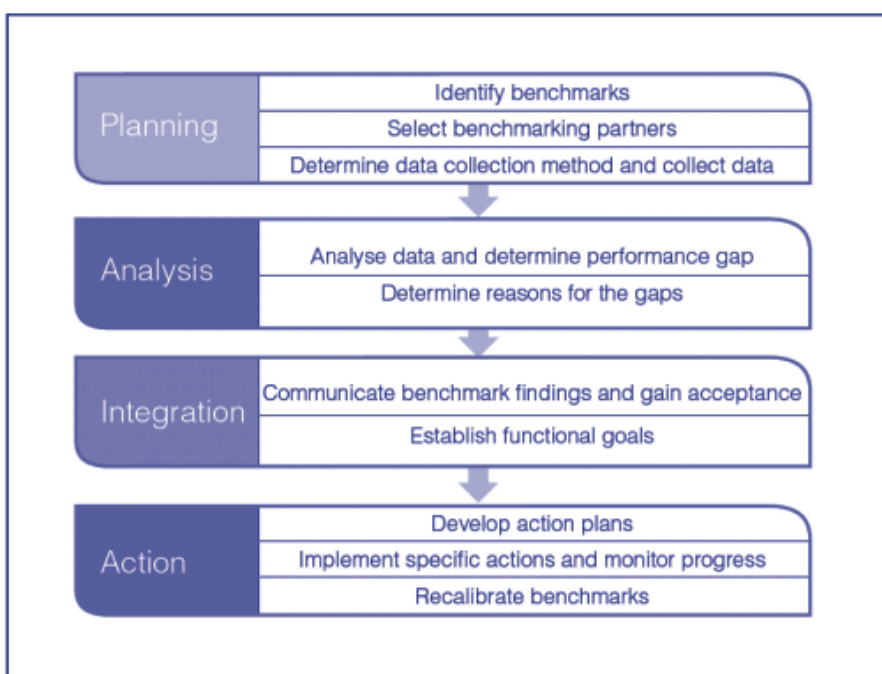 Planning
Identify benchmarks
Select benchmarking partners
Determine data collection method and collect data
Analysis
Analyse data and determine performance gap
Determine reasons for the gaps
Integration
Communicate benchmark findings and gain acceptance
Establish functional goals
Action
Develop action plans
Implement specific actions and monitor progress
Recalibrate benchmarks